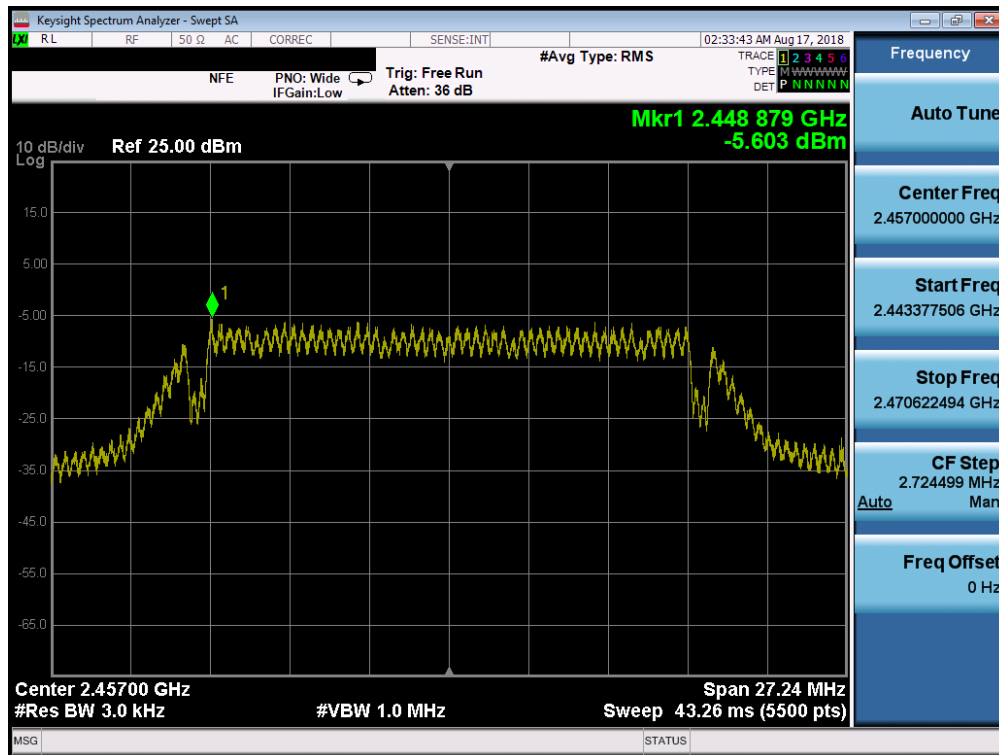 Keysight Spectrum Analyzer - Swept SA
LXI RL RF 50 Ω AC CORREC SENSE:INT 02:33:43 AM Aug 17, 2018
#Avg Type: RMS TRACE 1 2 3 4 5 6
NFE PNO: Wide Trig: Free Run TYPE M WWWWW
IFGain:Low Atten: 36 dB DET P N N N N N
Mkr1 2.448 879 GHz
10 dB/div Ref 25.00 dBm -5.603 dBm
Log
15.0
5.00
1
-5.00
-15.0
-25.0
-35.0
-45.0
-55.0
-65.0
Center 2.45700 GHz Span 27.24 MHz
#Res BW 3.0 kHz #VBW 1.0 MHz Sweep 43.26 ms (5500 pts)
MSG STATUS
Frequency
Auto Tune
Center Freq
2.457000000 GHz
Start Freq
2.443377506 GHz
Stop Freq
2.470622494 GHz
CF Step
2.724499 MHz
Auto Man
Freq Offset
0 Hz